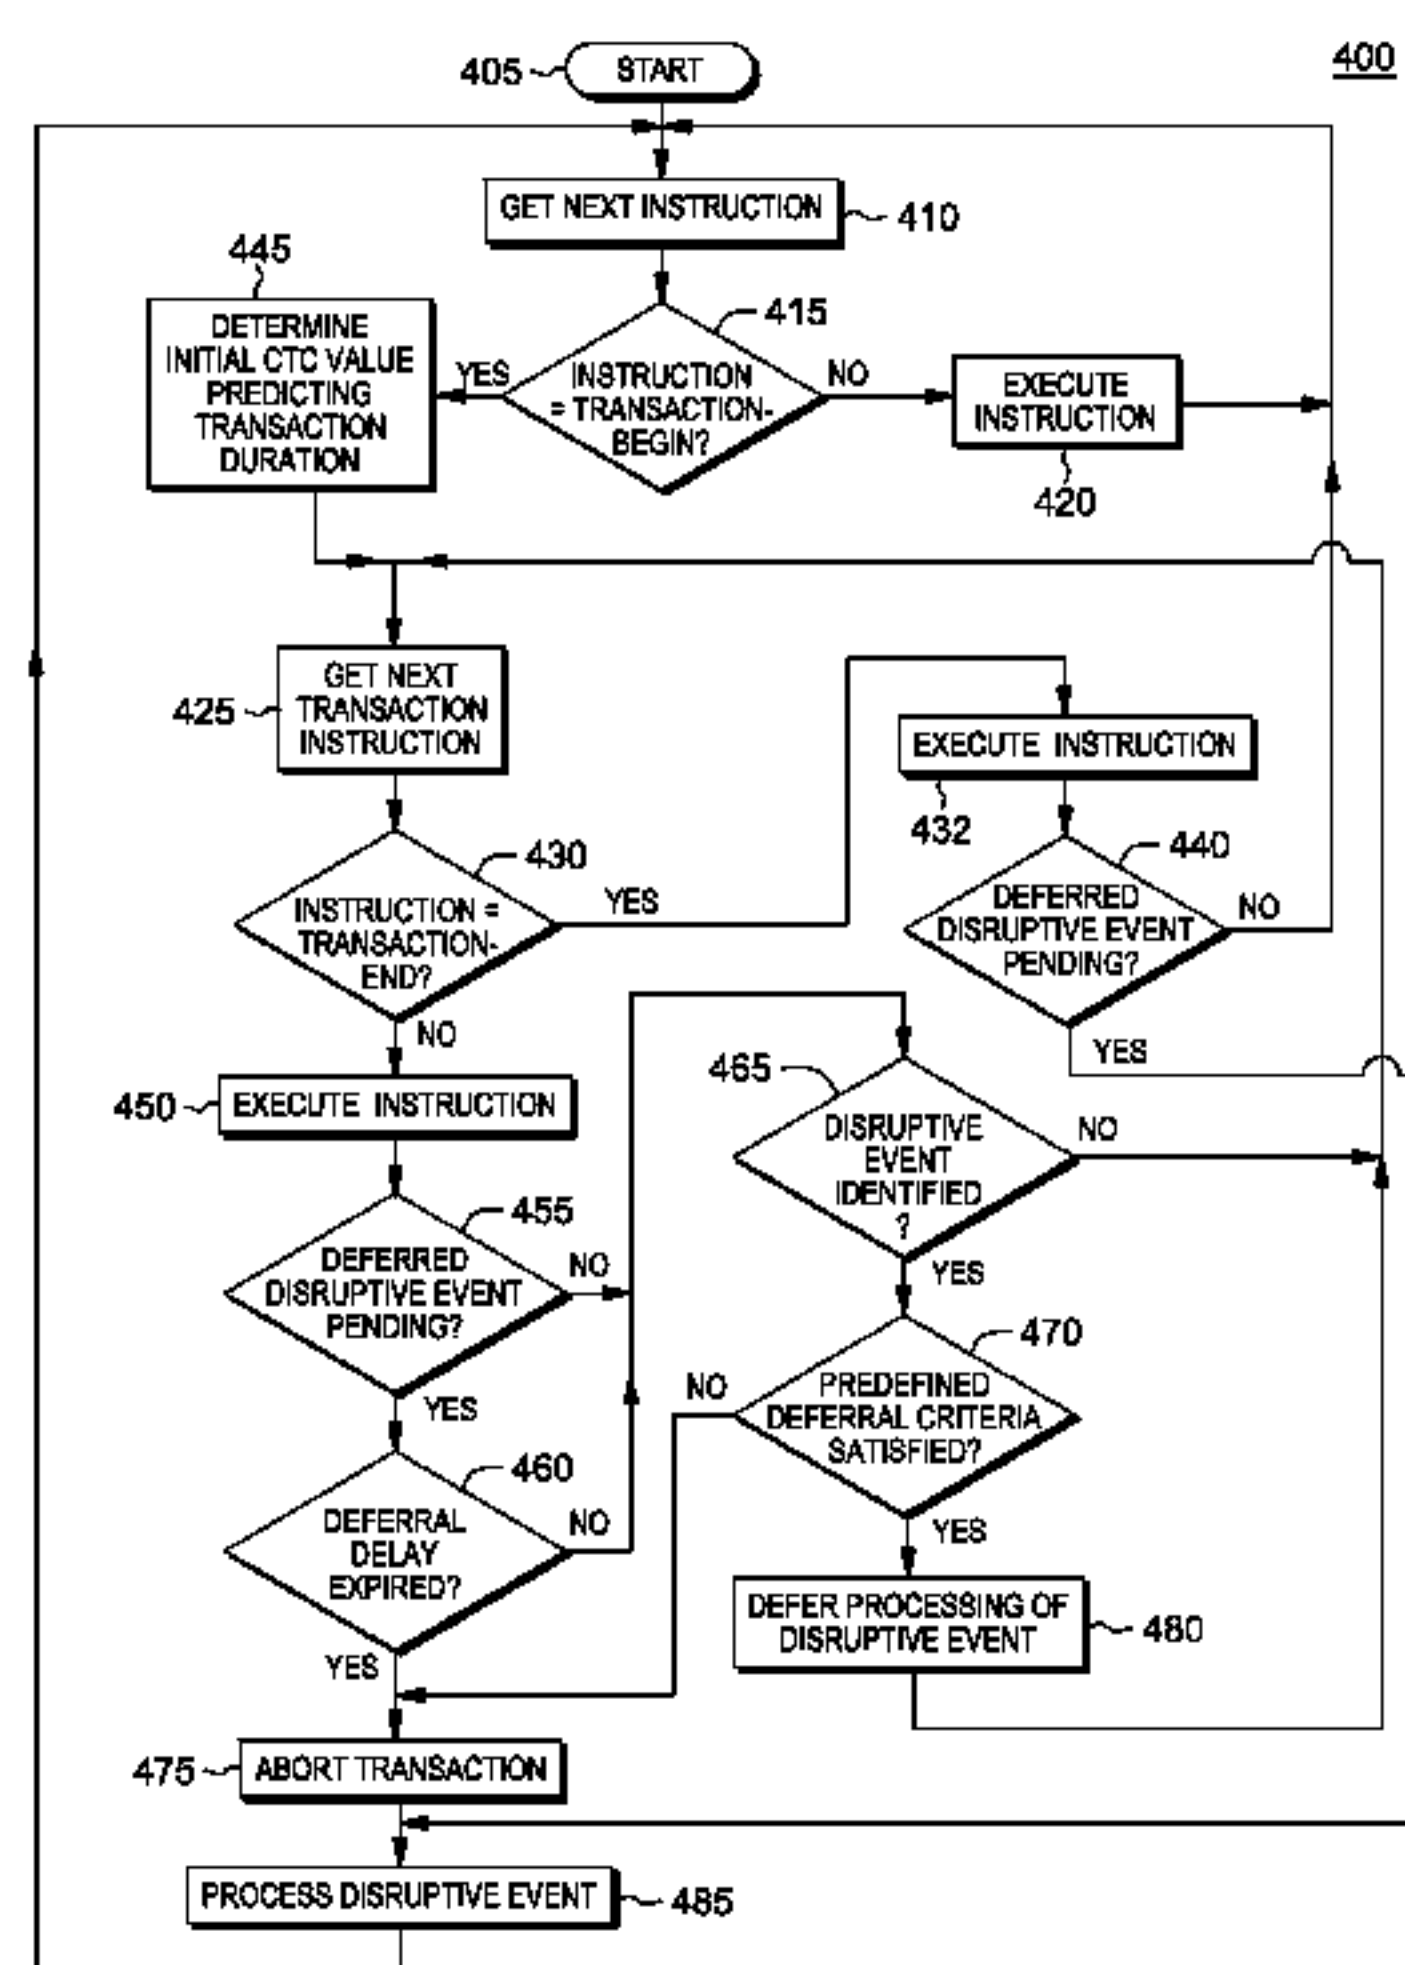 400
405
START
GET NEXT INSTRUCTION
410
445
DETERMINE
INITIAL CTC VALUE
PREDICTING
TRANSACTION
DURATION
YES
415
INSTRUCTION
= TRANSACTION-
BEGIN?
NO
EXECUTE
INSTRUCTION
420
425
GET NEXT
TRANSACTION
INSTRUCTION
EXECUTE INSTRUCTION
432
430
INSTRUCTION =
TRANSACTION-
END?
YES
NO
440
DEFERRED
DISRUPTIVE EVENT
PENDING?
NO
YES
450
EXECUTE INSTRUCTION
465
DISRUPTIVE
EVENT
IDENTIFIED
?
NO
YES
455
DEFERRED
DISRUPTIVE EVENT
PENDING?
NO
YES
470
PREDEFINED
DEFERRAL CRITERIA
SATISFIED?
NO
YES
460
DEFERRAL
DELAY
EXPIRED?
NO
YES
DEFER PROCESSING OF
DISRUPTIVE EVENT
480
475
ABORT TRANSACTION
PROCESS DISRUPTIVE EVENT
485